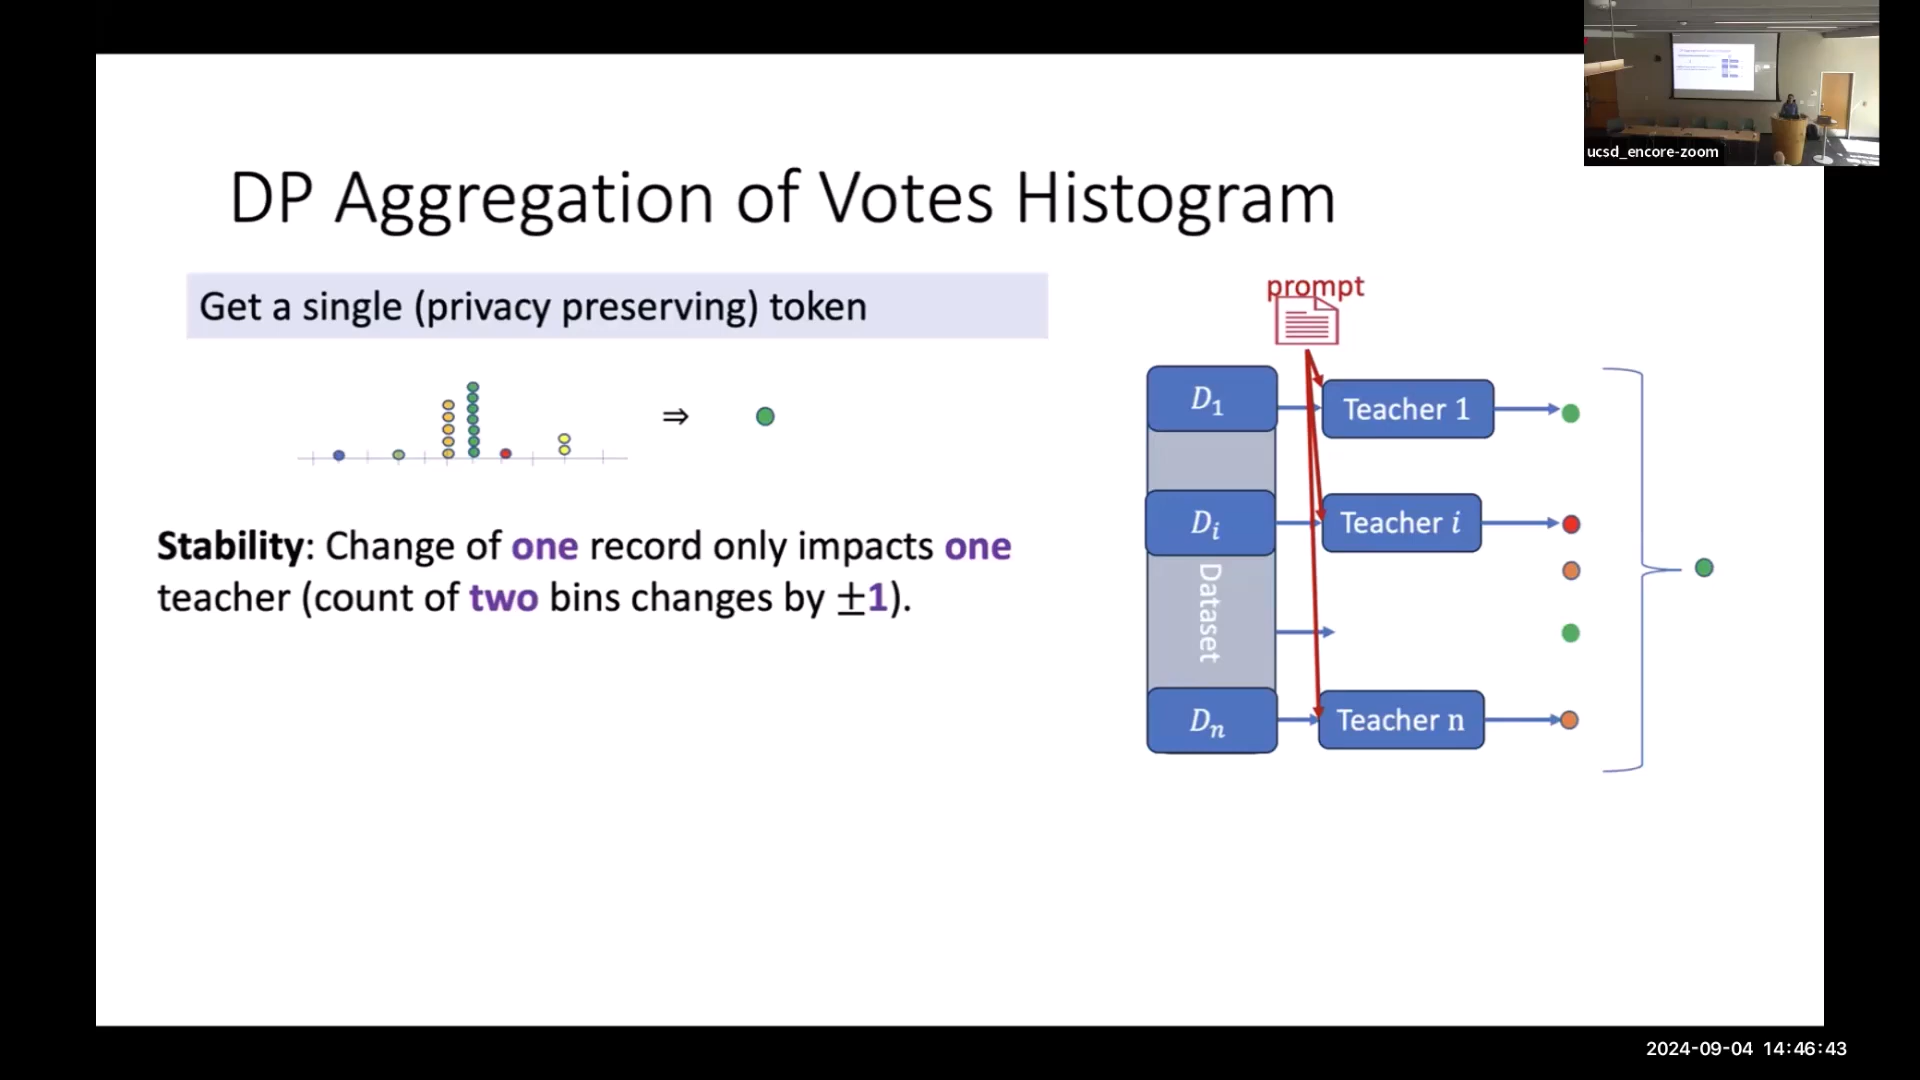 ucsd_encore-zoom
DP Aggregation of Votes Histogram
Get a single (privacy preserving) token
⇒
Stability: Change of one record only impacts one
teacher (count of two bins changes by ±1).
prompt
D₁
Teacher 1
Dᵢ
Teacher i
Dataset
Dₙ
Teacher n
2024-09-04 14:46:43